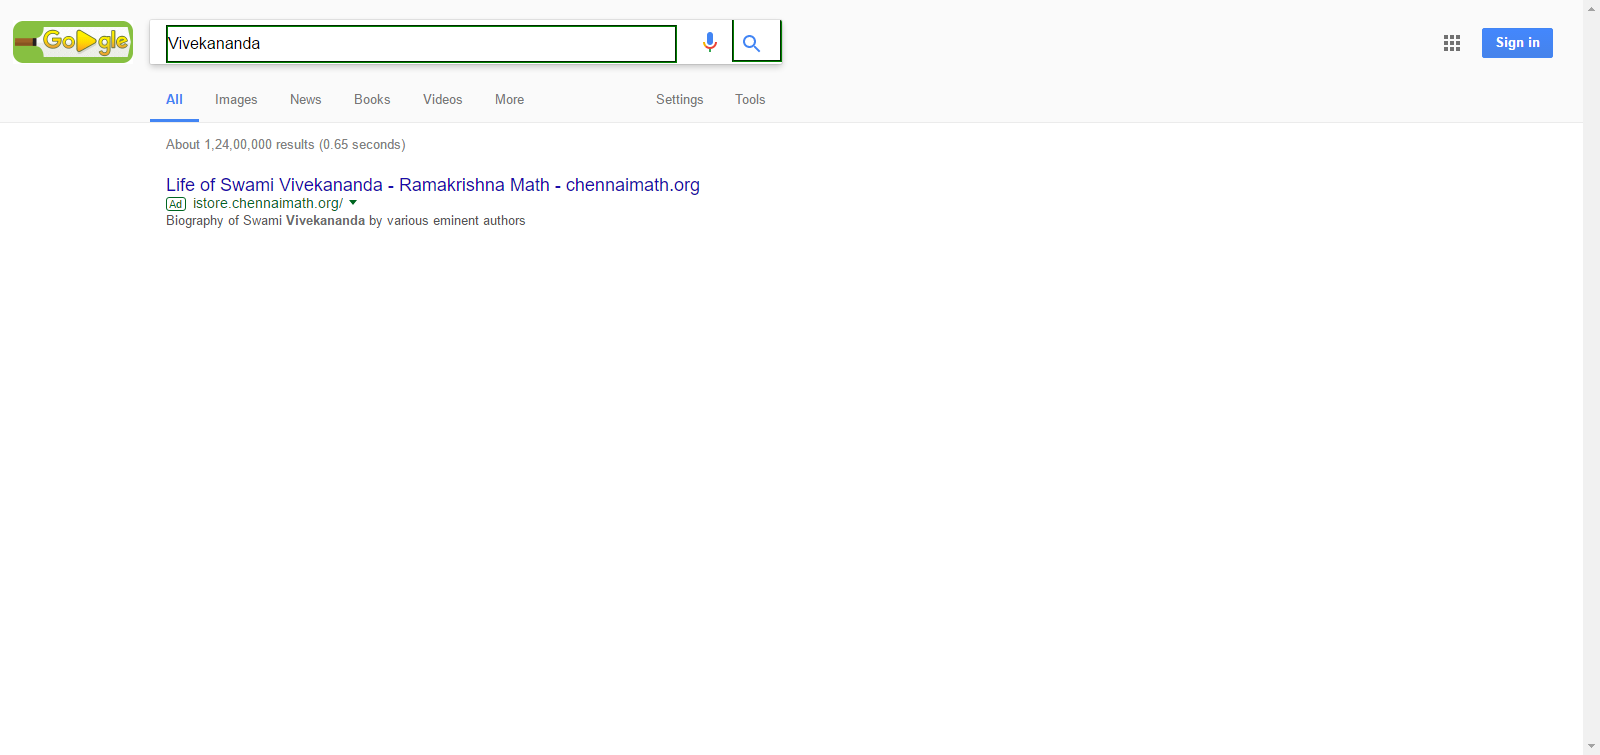 Google
Vivekananda
Sign in
All Images News Books Videos More Settings Tools
About 1,24,00,000 results (0.65 seconds)
Life of Swami Vivekananda - Ramakrishna Math - chennaimath.org
Ad istore.chennaimath.org/
Biography of Swami Vivekananda by various eminent authors